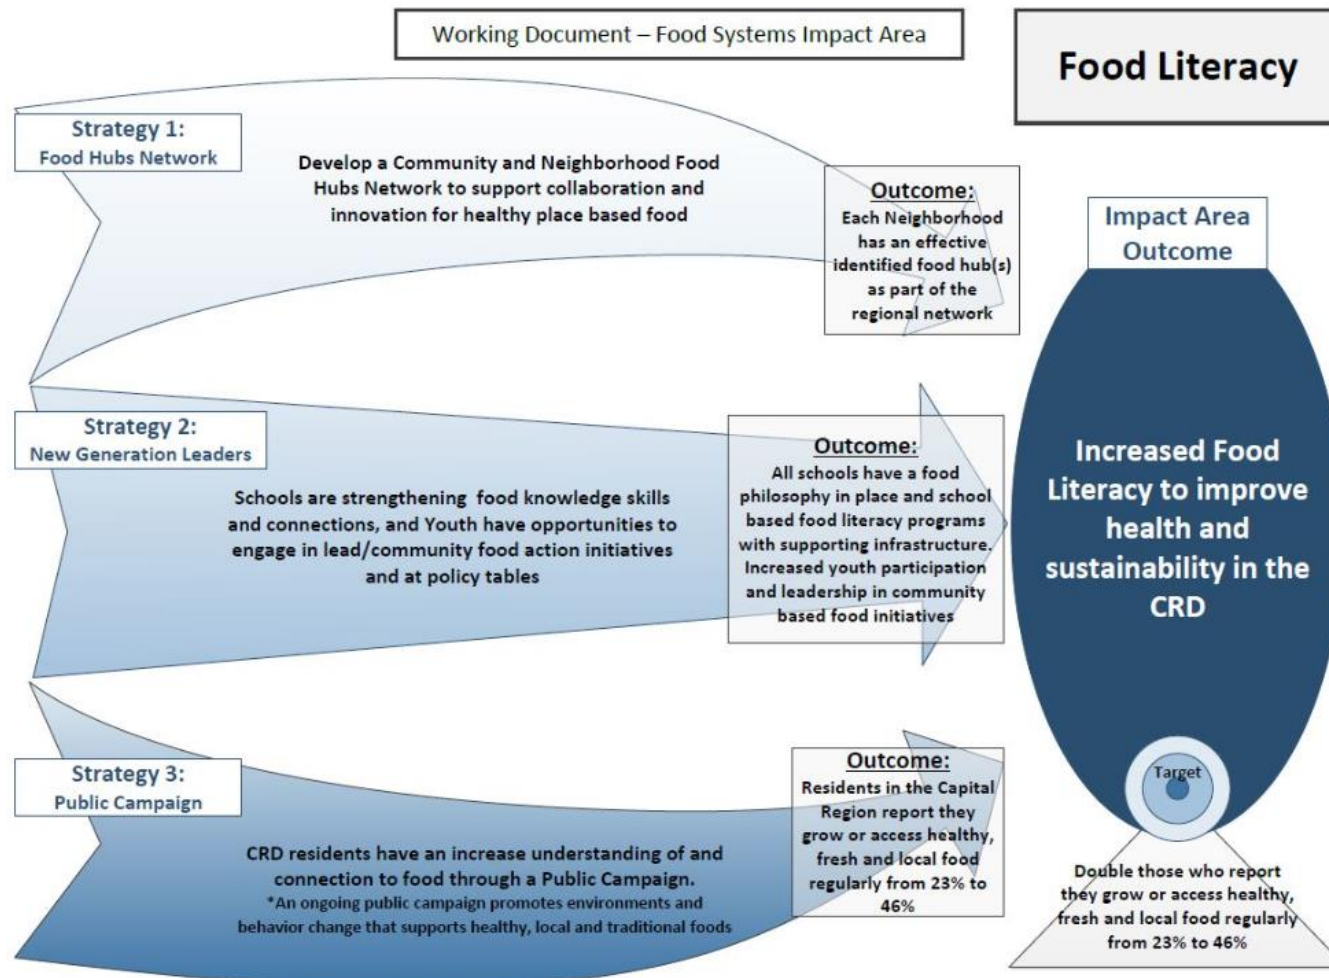 Working Document – Food Systems Impact Area
Food Literacy
Strategy 1:
Food Hubs Network
Develop a Community and Neighborhood Food
Hubs Network to support collaboration and
innovation for healthy place based food
Outcome:
Each Neighborhood
has an effective
identified food hub(s)
as part of the
regional network
Strategy 2:
New Generation Leaders
Schools are strengthening food knowledge skills
and connections, and Youth have opportunities to
engage in lead/community food action initiatives
and at policy tables
Outcome:
All schools have a food
philosophy in place and school
based food literacy programs
with supporting infrastructure.
Increased youth participation
and leadership in community
based food initiatives
Strategy 3:
Public Campaign
CRD residents have an increase understanding of and
connection to food through a Public Campaign.
*An ongoing public campaign promotes environments and
behavior change that supports healthy, local and traditional foods
Outcome:
Residents in the Capital
Region report they
grow or access healthy,
fresh and local food
regularly from 23% to
46%
Impact Area
Outcome
Increased Food
Literacy to improve
health and
sustainability in the
CRD
Target
Double those who report
they grow or access healthy,
fresh and local food regularly
from 23% to 46%